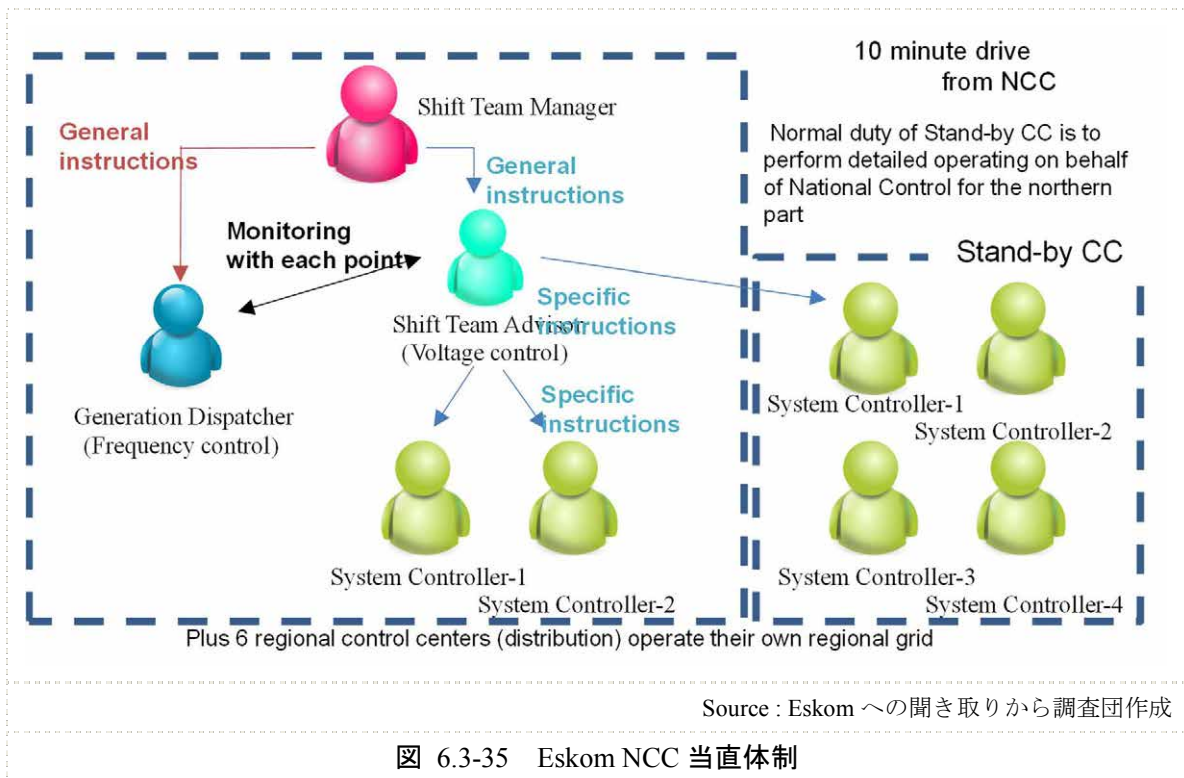 10 minute drive
from NCC
Shift Team Manager
General
instructions
Normal duty of Stand-by CC is to
perform detailed operating on behalf
of National Control for the northern
part
General
instructions
Monitoring
with each point
Stand-by CC
Specific
instructions
Shift Team Advisor
(Voltage control)
Generation Dispatcher
(Frequency control)
Specific
instructions
System Controller-1
System Controller-2
System Controller-1
System Controller-2
System Controller-3
System Controller-4
Plus 6 regional control centers (distribution) operate their own regional grid
Source : Eskom への聞き取りから調査団作成
図 6.3-35 Eskom NCC 当直体制